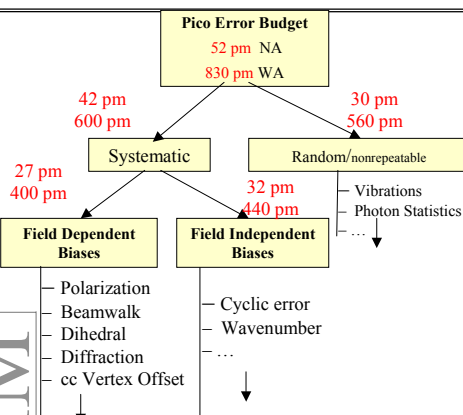 Pico Error Budget
52 pm NA
830 pm WA
42 pm
600 pm
30 pm
560 pm
Systematic
Random/nonrepeatable
27 pm
400 pm
32 pm
440 pm
– Vibrations
– Photon Statistics
– ...
Field Dependent
Biases
Field Independent
Biases
– Polarization
– Beamwalk
– Dihedral
– Diffraction
– cc Vertex Offset
– Cyclic error
– Wavenumber
– ...
M